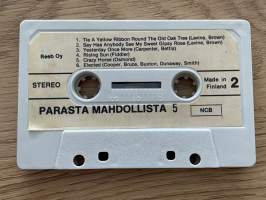 Reeb Oy
1. Tie A Yellow Ribbon Round The Old Oak Tree (Levine, Brown)
2. Say Has Anybody Seen My Sweet Gipsy Rose (Levine, Brown)
3. Yesterday Once More (Carpenter, Bettis)
4. Rising Sun (Fiddler)
5. Crazy Horse (Osmond)
6. Elected (Cooper, Bruce, Buxton, Dunaway, Smith)
STEREO
Made in
Finland
2
PARASTA MAHDOLLISTA 5
NCB